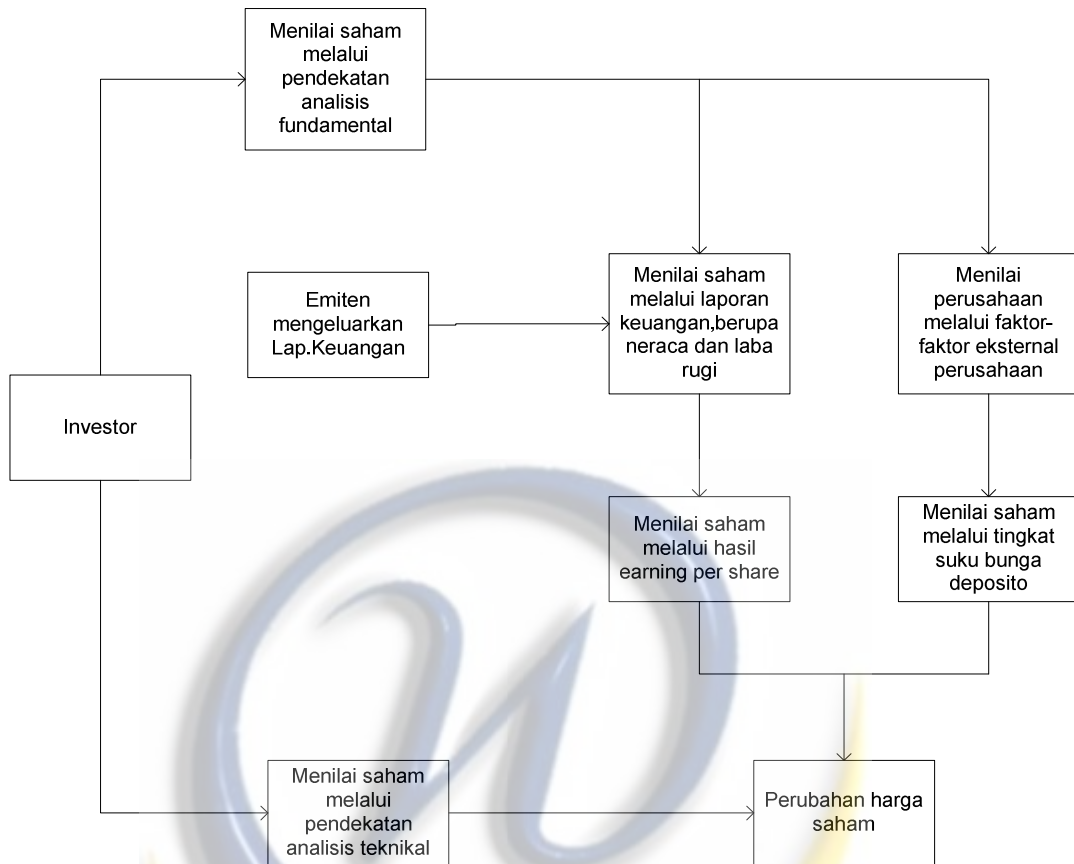 Menilai saham
melalui
pendekatan
analisis
fundamental
Emiten
mengeluarkan
Lap.Keuangan
Menilai saham
melalui laporan
keuangan,berupa
neraca dan laba
rugi
Menilai
perusahaan
melalui faktor-
faktor eksternal
perusahaan
Investor
Menilai saham
melalui hasil
earning per share
Menilai saham
melalui tingkat
suku bunga
deposito
Menilai saham
melalui
pendekatan
analisis teknikal
Perubahan harga
saham